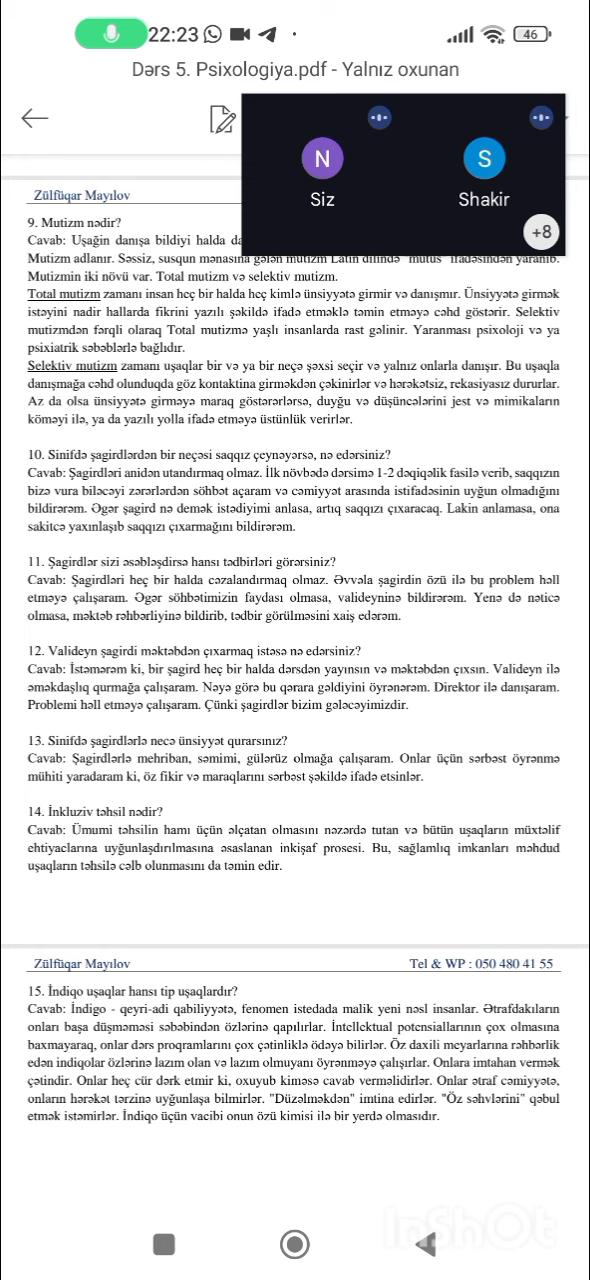 22:23
46
Dərs 5. Psixologiya.pdf - Yalnız oxunan
N
S
Siz
Shakir
+8
Zülfüqar Mayılov
9. Mutizm nədir?
Cavab: Uşağin danışa bildiyi halda da
Mutizm adlanır. Səssiz, susqun mənasına gələn mutizm Latın dilində "mutus" ifadəsindən yaranıb.
Mutizmin iki növü var. Total mutizm və selektiv mutizm.
Total mutizm zamanı insan heç bir halda heç kimlə ünsiyyətə girmir və danışmır. Ünsiyyətə girmək
istəyini nadir hallarda fikrini yazılı şəkildə ifadə etməklə təmin etməyə cəhd göstərir. Selektiv
mutizmdən fərqli olaraq Total mutizmə yaşlı insanlarda rast gəlinir. Yaranması psixoloji və ya
psixiatrik səbəblərlə bağlıdır.
Selektiv mutizm zamanı uşaqlar bir və ya bir neçə şəxsi seçir və yalnız onlarla danışır. Bu uşaqla
danışmağa cəhd olunduqda göz kontaktina girməkdən çəkinirlər və hərəkətsiz, rekasiyasız dururlar.
Az da olsa ünsiyyətə girməyə maraq göstərərlərsə, duyğu və düşüncələrini jest və mimikaların
köməyi ilə, ya da yazılı yolla ifadə etməyə üstünlük verirlər.
10. Sinifdə şagirdlərdən bir neçəsi saqqız çeynəyərsə, nə edərsiniz?
Cavab: Şagirdləri anidən utandırmaq olmaz. İlk növbədə dərsimə 1-2 dəqiqəlik fasilə verib, saqqızın
bizə vura biləcəyi zərərlərdən söhbət açaram və cəmiyyət arasında istifadəsinin uyğun olmadığını
bildirərəm. Əgər şagird nə demək istədiyimi anlasa, artıq saqqızı çıxaracaq. Lakin anlamasa, ona
sakitcə yaxınlaşıb saqqızı çıxarmağını bildirərəm.
11. Şagirdlər sizi əsəbləşdirsə hansı tədbirləri görərsiniz?
Cavab: Şagirdləri heç bir halda cəzalandırmaq olmaz. Əvvəla şagirdin özü ilə bu problem həll
etməyə çalışaram. Əgər söhbətimizin faydası olmasa, valideyninə bildirərəm. Yenə də nəticə
olmasa, məktəb rəhbərliyinə bildirib, tədbir görülməsini xaiş edərəm.
12. Valideyn şagirdi məktəbdən çıxarmaq istəsə nə edərsiniz?
Cavab: İstəmərəm ki, bir şagird heç bir halda dərsdən yayınsın və məktəbdən çıxsın. Valideyn ilə
əməkdaşlıq qurmağa çalışaram. Nəyə görə bu qərara gəldiyini öyrənərəm. Direktor ilə danışaram.
Problemi həll etməyə çalışaram. Çünki şagirdlər bizim gələcəyimizdir.
13. Sinifdə şagirdlərlə necə ünsiyyət qurarsınız?
Cavab: Şagirdlərlə mehriban, səmimi, gülərüz olmağa çalışaram. Onlar üçün sərbəst öyrənmə
mühiti yaradaram ki, öz fikir və maraqlarını sərbəst şəkildə ifadə etsinlər.
14. İnkluziv təhsil nədir?
Cavab: Ümumi təhsilin hamı üçün əlçatan olmasını nəzərdə tutan və bütün uşaqların müxtəlif
ehtiyaclarına uyğunlaşdırılmasına əsaslanan inkişaf prosesi. Bu, sağlamlıq imkanları məhdud
uşaqların təhsilə cəlb olunmasını da təmin edir.
Zülfüqar Mayılov Tel & WP : 050 480 41 55
15. İndiqo uşaqlar hansı tip uşaqlardır?
Cavab: İndigo - qeyri-adi qabiliyyətə, fenomen istedada malik yeni nəsl insanlar. Ətrafdakıların
onları başa düşməməsi səbəbindən özlərinə qapılırlar. İntellektual potensiallarının çox olmasına
baxmayaraq, onlar dərs proqramlarını çox çətinliklə ödəyə bilirlər. Öz daxili meyarlarına rəhbərlik
edən indiqolar özlərinə lazım olan və lazım olmuyanı öyrənməyə çalışırlar. Onlara imtahan vermək
çətindir. Onlar heç cür dərk etmir ki, oxuyub kimsə cavab verməlidirlər. Onlar ətraf cəmiyyətə,
onların hərəkət tərzinə uyğunlaşa bilmirlər. "Düzəlməkdən" imtina edirlər. "Öz səhvlərini" qəbul
etmək istəmirlər. İndiqo üçün vacibi onun özü kimisi ilə bir yerdə olmasıdır.
InShOt